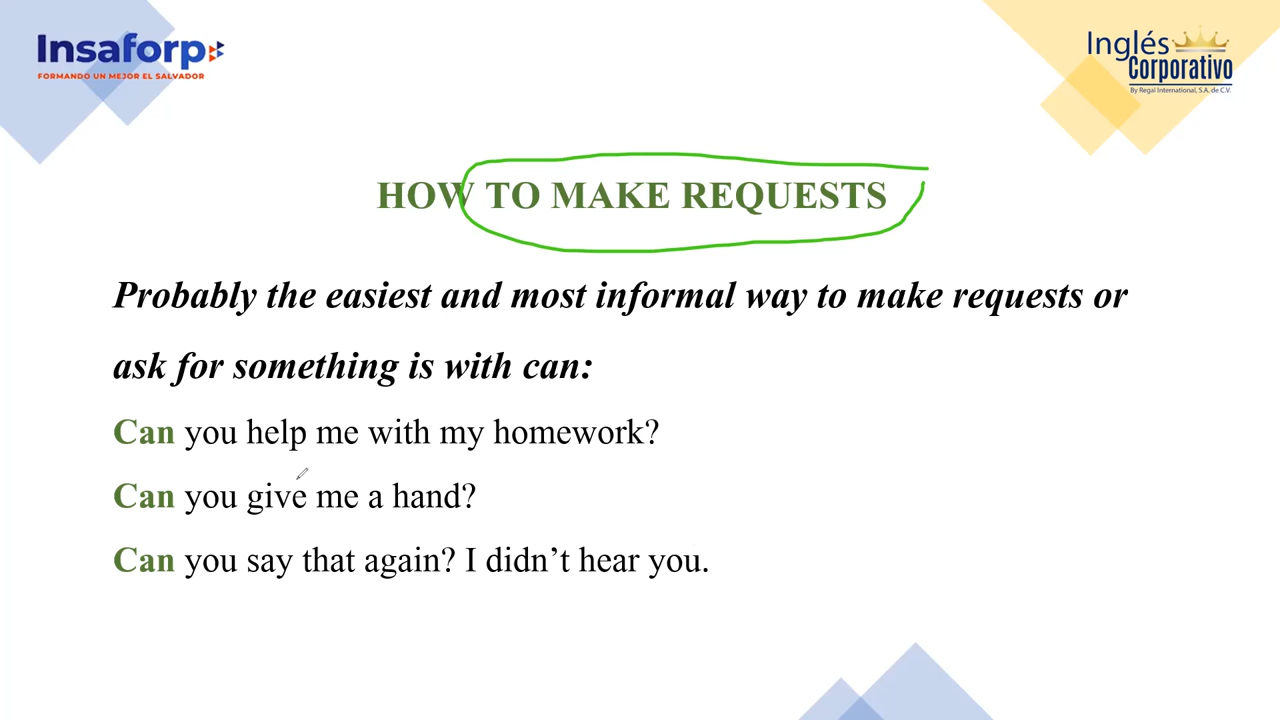 Insaforp
FORMANDO UN MEJOR EL SALVADOR
Inglés
Corporativo
By Regal International, S.A. de C.V.
HOW TO MAKE REQUESTS
Probably the easiest and most informal way to make requests or
ask for something is with can:
Can you help me with my homework?
Can you give me a hand?
Can you say that again? I didn’t hear you.